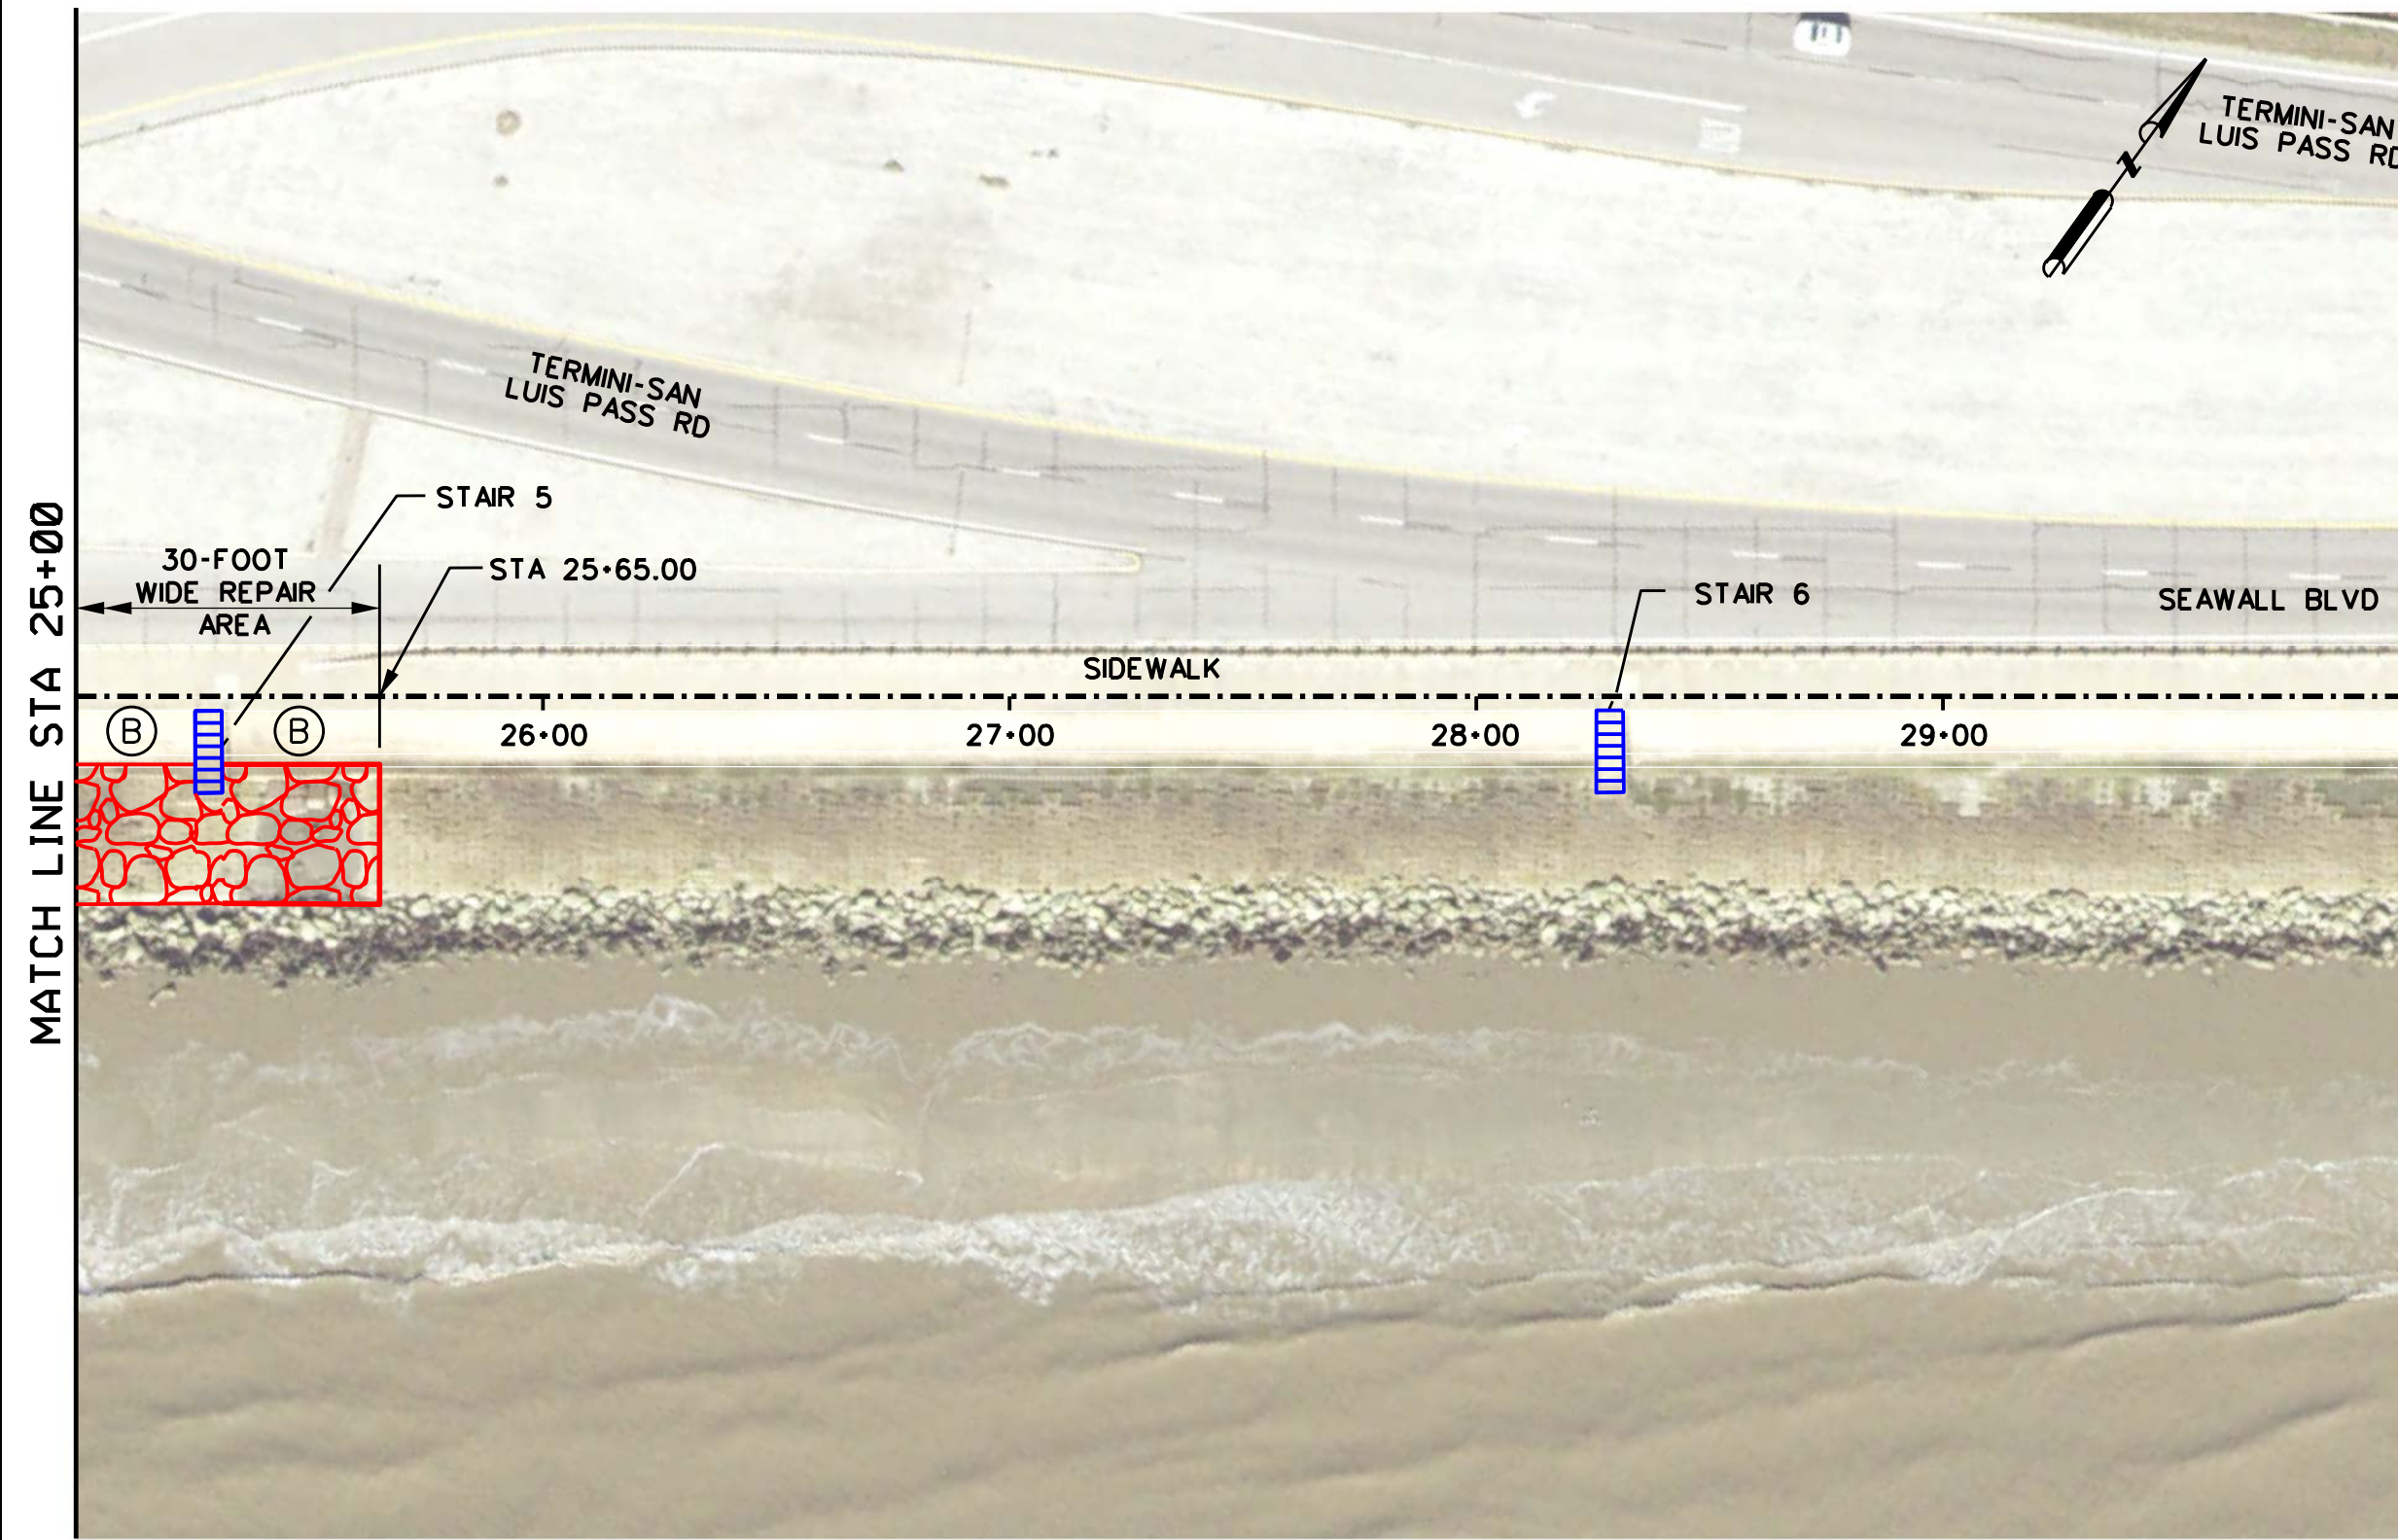 TERMINI-SAN
LUIS PASS RD
N
TERMINI-SAN
LUIS PASS RD
STAIR 5
30-FOOT
WIDE REPAIR
AREA
STA 25+65.00
STAIR 6
SEAWALL BLVD
SIDEWALK
B
B
26+00
27+00
28+00
29+00
MATCH LINE STA 25+00